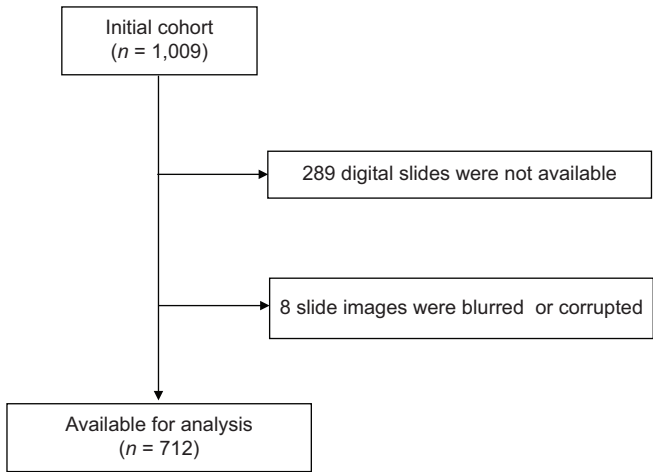 Initial cohort
(n = 1,009)
289 digital slides were not available
8 slide images were blurred or corrupted
Available for analysis
(n = 712)